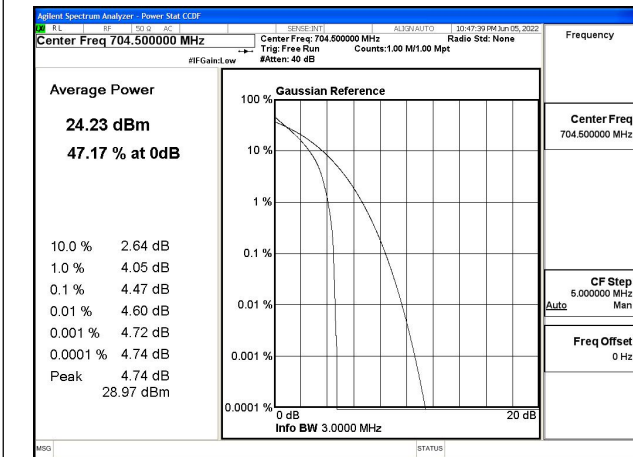 Agilent Spectrum Analyzer - Power Stat CCDF
RL RF 50 Ω AC SENSE:INT ALIGNAUTO 10:47:39 PM Jun 05, 2022
Center Freq 704.500000 MHz
Center Freq: 704.500000 MHz Radio Std: None
Trig: Free Run Counts:1.00 M/1.00 Mpt
#IFGain:Low #Atten: 40 dB
Frequency
Average Power
24.23 dBm
47.17 % at 0dB
10.0 % 2.64 dB
1.0 % 4.05 dB
0.1 % 4.47 dB
0.01 % 4.60 dB
0.001 % 4.72 dB
0.0001 % 4.74 dB
Peak 4.74 dB
28.97 dBm
Gaussian Reference
100 %
10 %
1 %
0.1 %
0.01 %
0.001 %
0.0001 %
0 dB 20 dB
Info BW 3.0000 MHz
Center Freq
704.500000 MHz
CF Step
5.000000 MHz
Auto Man
Freq Offset
0 Hz
MSG STATUS